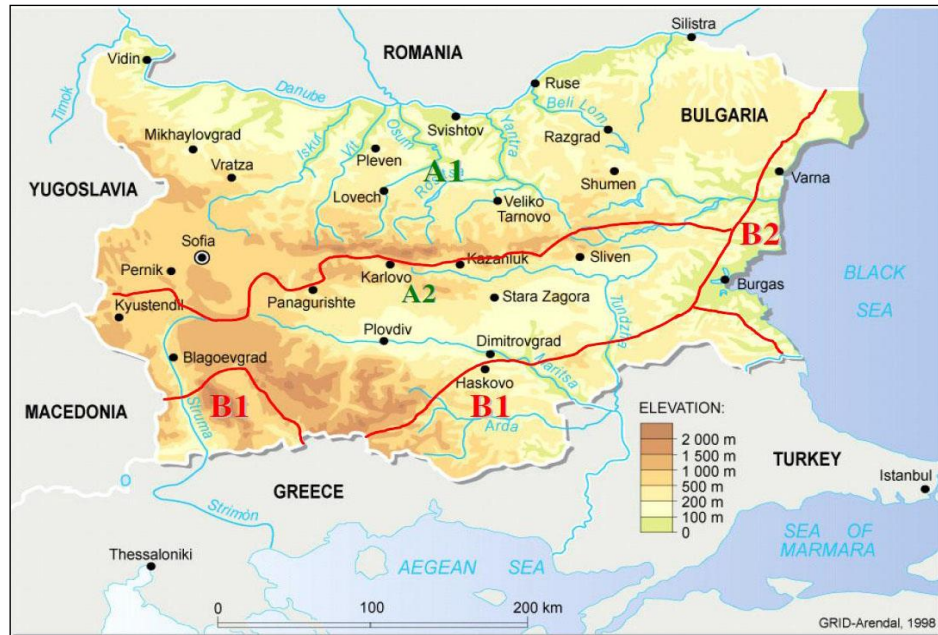 Silistra
ROMANIA
Vidin
Timok
Danube
Ruse
Beli Lom
BULGARIA
Mikhaylovgrad
Iskur
Vit
Osum
Svishtov
Yantra
Razgrad
Vratza
Pleven
A1
YUGOSLAVIA
Lovech
Rositsa
Shumen
Varna
Veliko
Tarnovo
Sofia
B2
Pernik
Karlovo
Kazanluk
Sliven
BLACK
SEA
Kyustendil
Panagurishte
A2
Stara Zagora
Burgas
Tundzha
Plovdiv
Dimitrovgrad
Blagoevgrad
Maritsa
Haskovo
MACEDONIA
B1
B1
Struma
Arda
ELEVATION:
2 000 m
1 500 m
1 000 m
500 m
200 m
100 m
0
TURKEY
GREECE
Istanbul
Strimón
SEA OF
MARMARA
Thessaloniki
AEGEAN SEA
0 100 200 km
GRID-Arendal, 1998